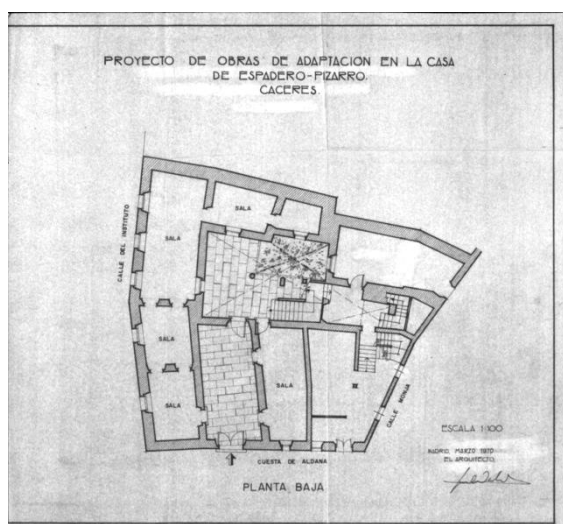 PROYECTO DE OBRAS DE ADAPTACION EN LA CASA
DE ESPADERO-PIZARRO.
CACERES.
SALA
SALA
CALLE DEL INSTITUTO
SALA
SALA
SALA
CALLE MONJA
CUESTA DE ALDANA
PLANTA BAJA
ESCALA 1:100
MADRID MARZO 1970
EL ARQUITECTO